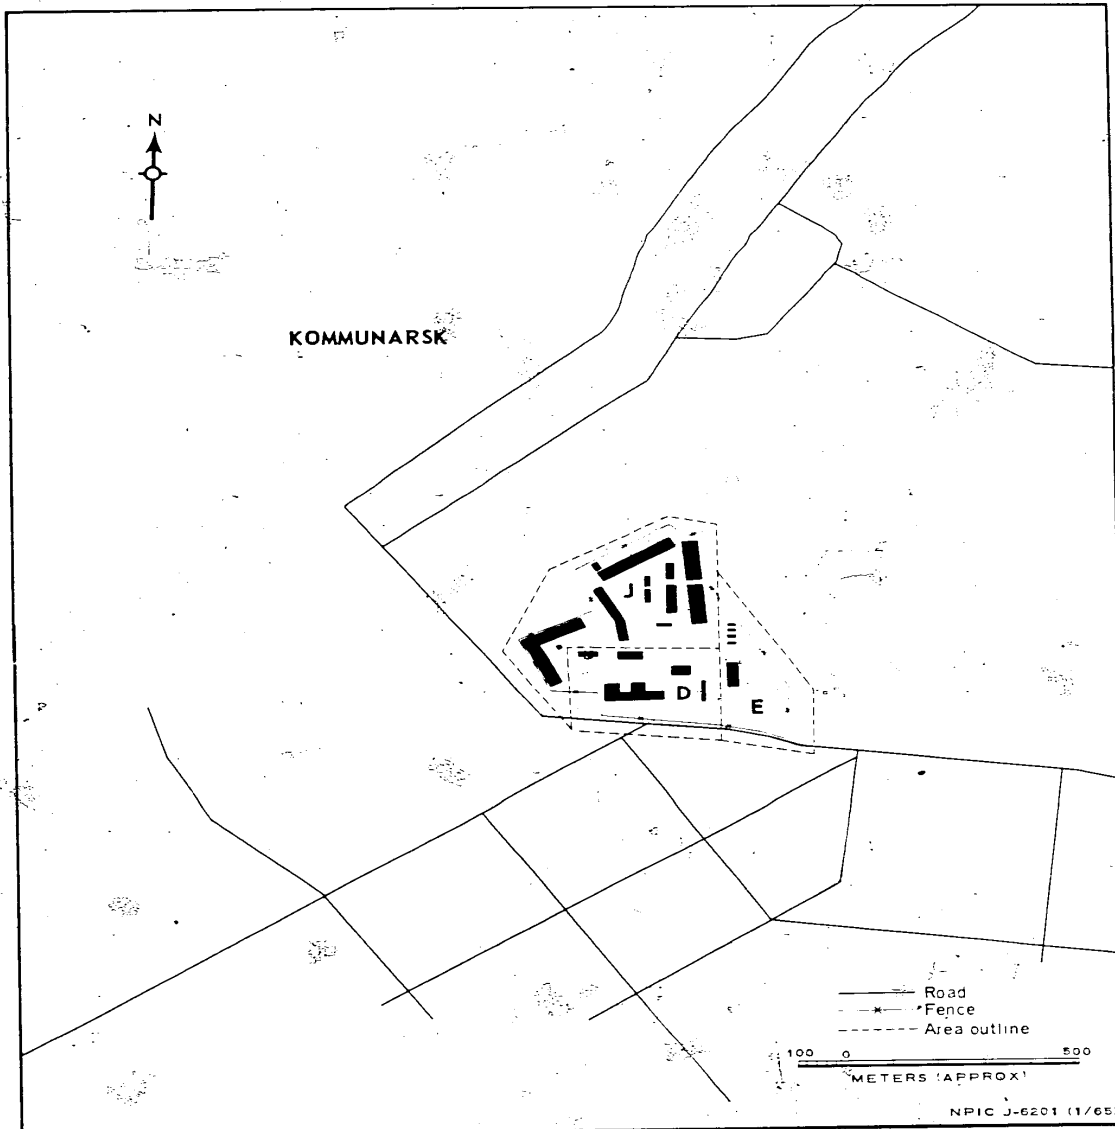 N
KOMMUNARSK
J
D
E
Road
Fence
Area outline
100 0 500
METERS (APPROX)
NPIC J-6201 (1/65)